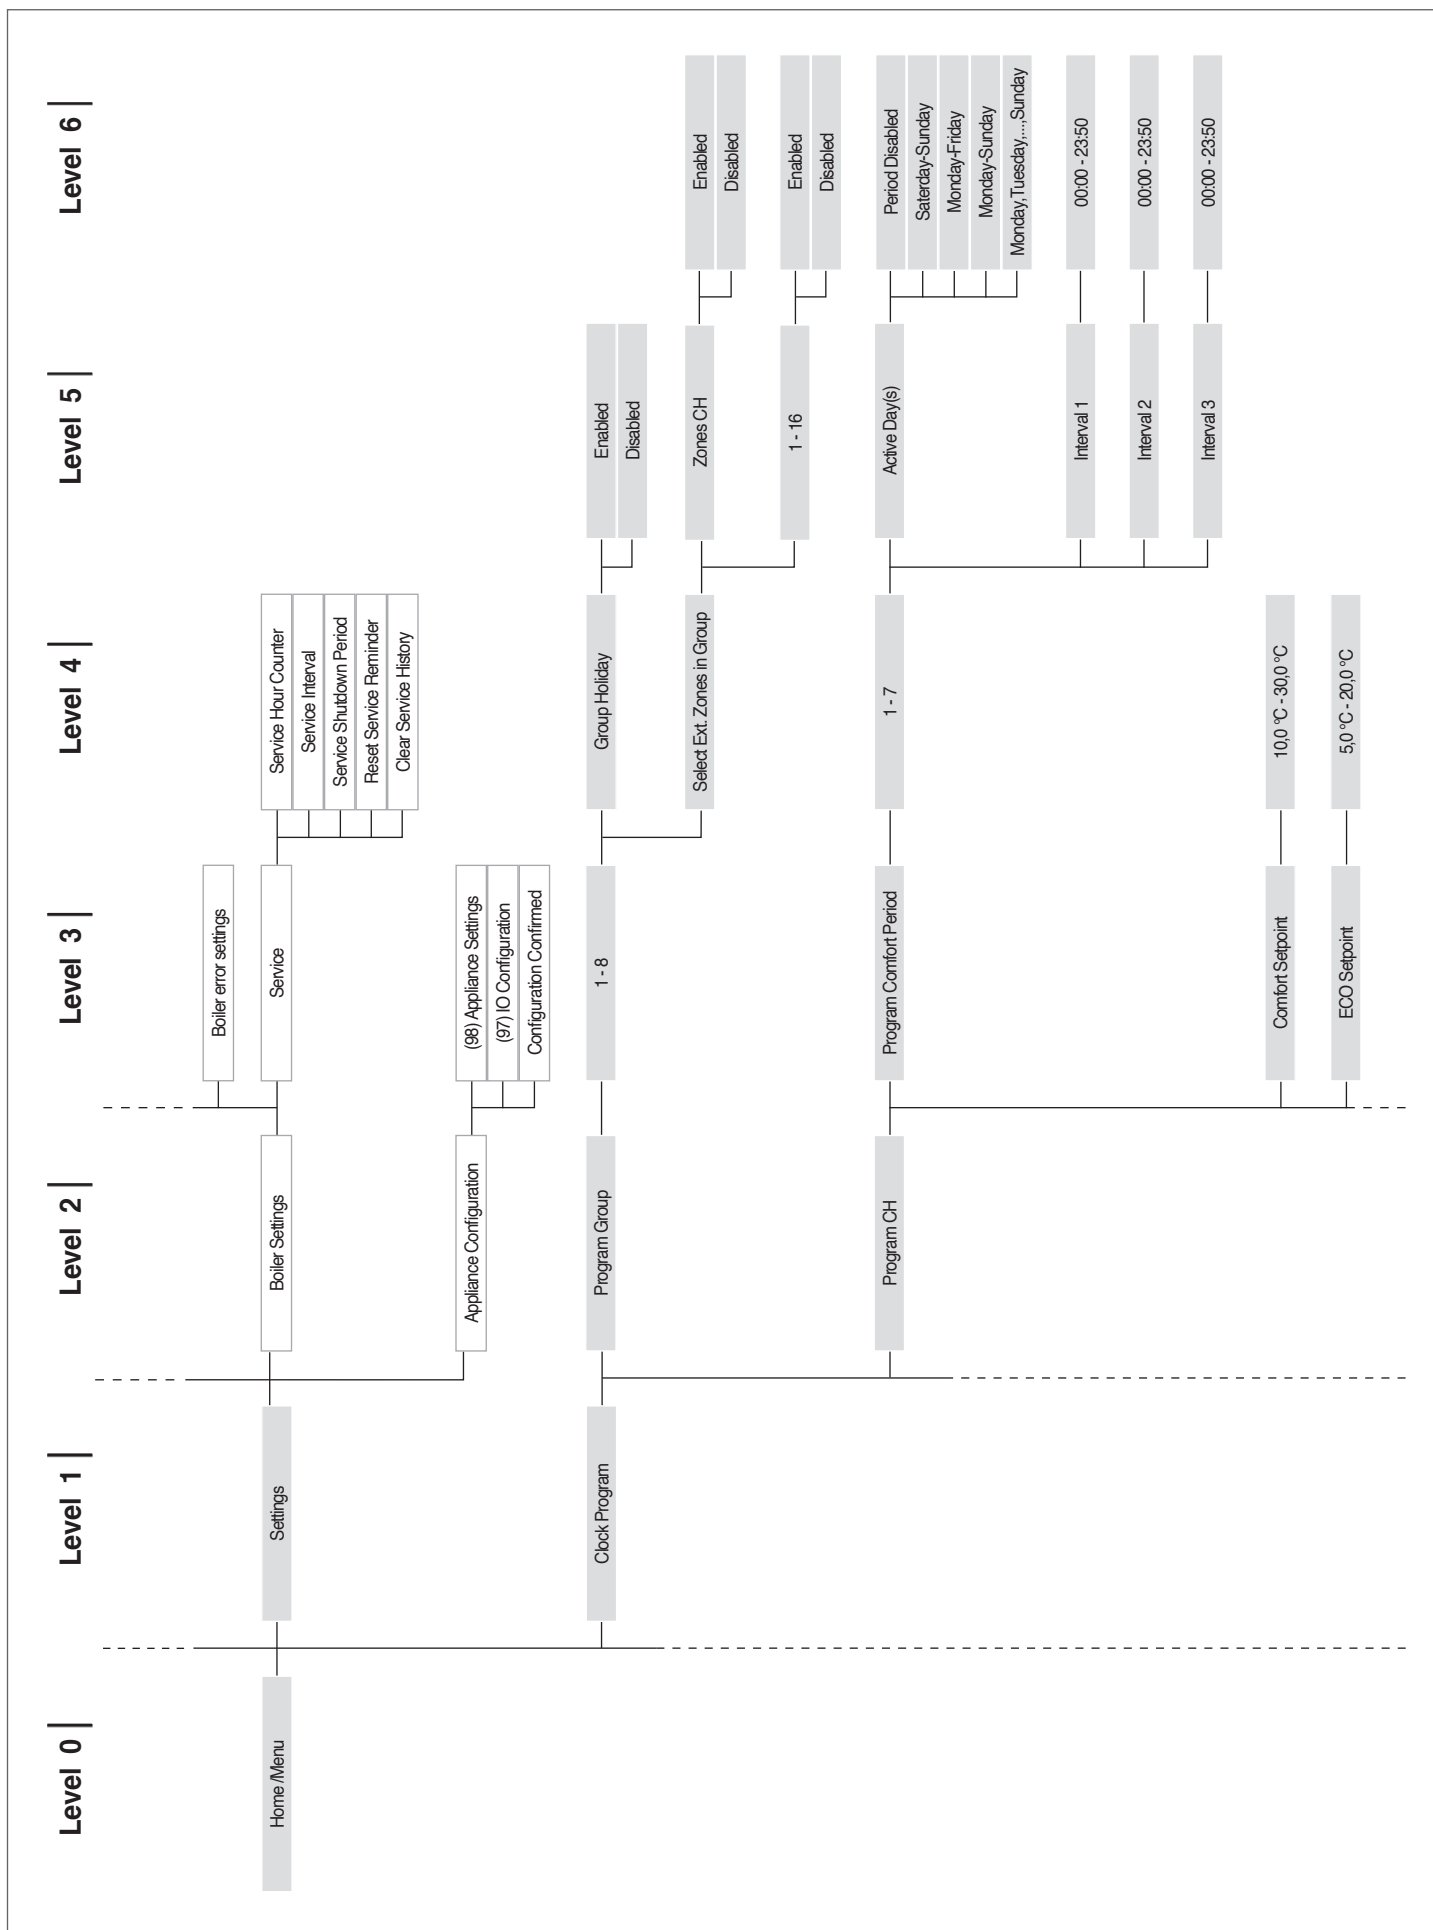 Level 0
Level 1
Level 2
Level 3
Level 4
Level 5
Level 6
Home /Menu
Settings
Boiler Settings
Boiler error settings
Service
Service Hour Counter
Service Interval
Service Shutdown Period
Reset Service Reminder
Clear Service History
Appliance Configuration
(98) Appliance Settings
(97) IO Configuration
Configuration Confirmed
Clock Program
Program Group
1 - 8
Group Holiday
Enabled
Disabled
Select Ext. Zones in Group
Zones CH
Enabled
Disabled
1 - 16
Enabled
Disabled
Program CH
Program Comfort Period
1 - 7
Active Day(s)
Period Disabled
Saterday-Sunday
Monday-Friday
Monday-Sunday
Monday,Tuesday,...,Sunday
Interval 1
00:00 - 23:50
Interval 2
00:00 - 23:50
Interval 3
00:00 - 23:50
Comfort Setpoint
10,0 °C - 30,0 °C
ECO Setpoint
5,0 °C - 20,0 °C